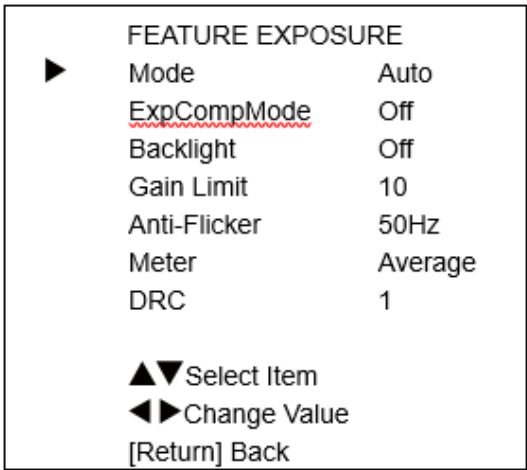 FEATURE EXPOSURE
▶ Mode Auto
ExpCompMode Off
Backlight Off
Gain Limit 10
Anti-Flicker 50Hz
Meter Average
DRC 1
▲▼Select Item
◀▶Change Value
[Return] Back